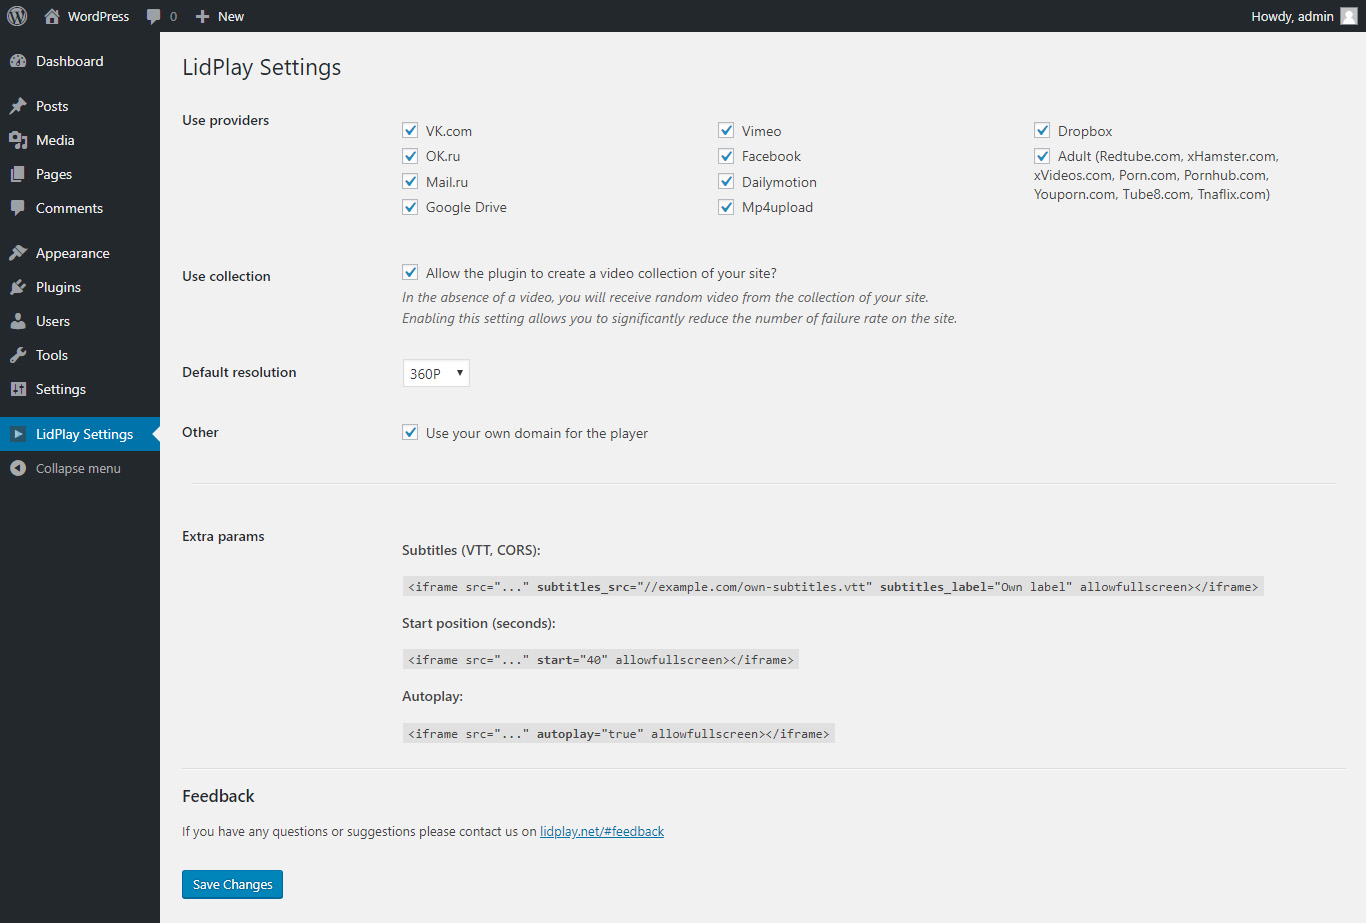 WordPress 0 New Howdy, admin
Dashboard
Posts
Media
Pages
Comments
Appearance
Plugins
Users
Tools
Settings
LidPlay Settings
Collapse menu
LidPlay Settings
Use providers
VK.com
OK.ru
Mail.ru
Google Drive
Vimeo
Facebook
Dailymotion
Mp4upload
Dropbox
Adult (Redtube.com, xHamster.com,
xVideos.com, Porn.com, Pornhub.com,
Youporn.com, Tube8.com, Tnaflix.com)
Use collection
Allow the plugin to create a video collection of your site?
In the absence of a video, you will receive random video from the collection of your site.
Enabling this setting allows you to significantly reduce the number of failure rate on the site.
Default resolution
360P
Other
Use your own domain for the player
Extra params
Subtitles (VTT, CORS):
<iframe src="..." subtitles_src="//example.com/own-subtitles.vtt" subtitles_label="Own label" allowfullscreen></iframe>
Start position (seconds):
<iframe src="..." start="40" allowfullscreen></iframe>
Autoplay:
<iframe src="..." autoplay="true" allowfullscreen></iframe>
Feedback
If you have any questions or suggestions please contact us on lidplay.net/#feedback
Save Changes